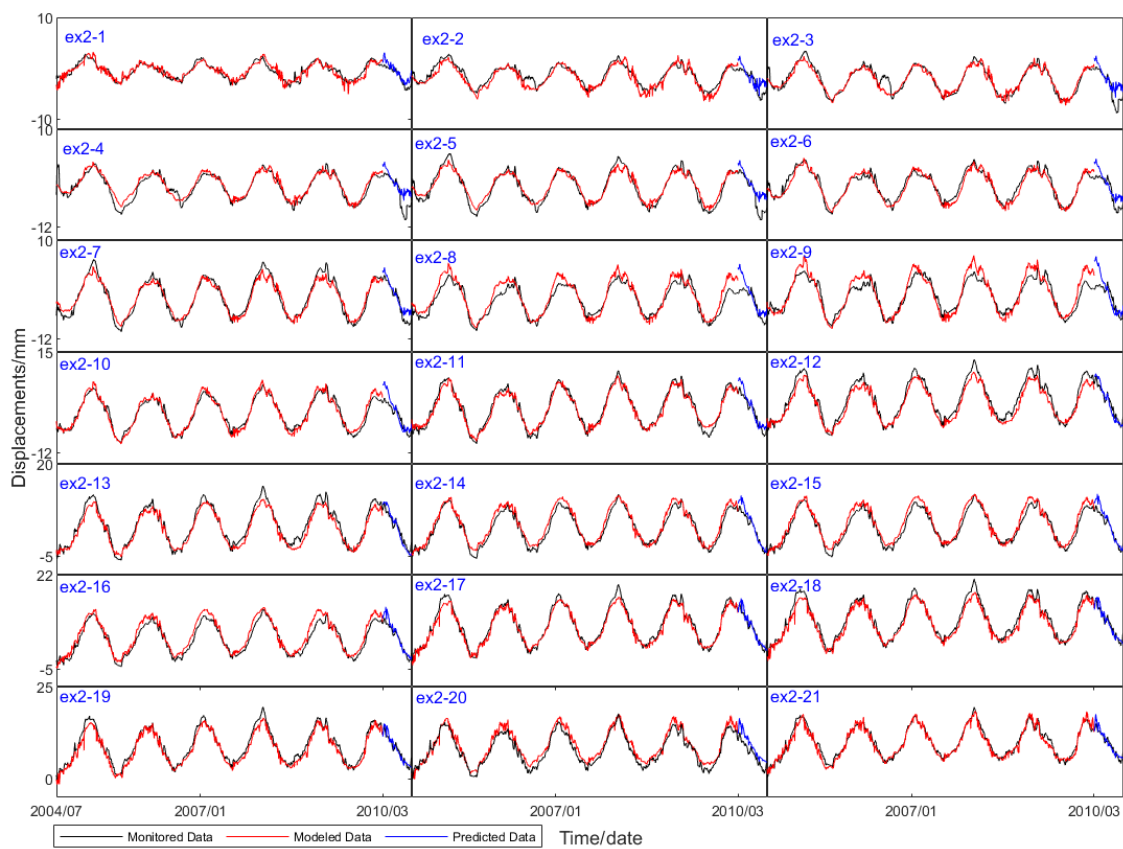 10
ex2-1 ex2-2 ex2-3
-10
10
ex2-4 ex2-5 ex2-6
-12
10
ex2-7 ex2-8 ex2-9
-12
15
ex2-10 ex2-11 ex2-12
-12
20
ex2-13 ex2-14 ex2-15
-5
22
ex2-16 ex2-17 ex2-18
-5
25
ex2-19 ex2-20 ex2-21
0
Displacements/mm
2004/07 2007/01 2010/03 2007/01 2010/03 2007/01 2010/03
Monitored Data Modeled Data Predicted Data Time/date